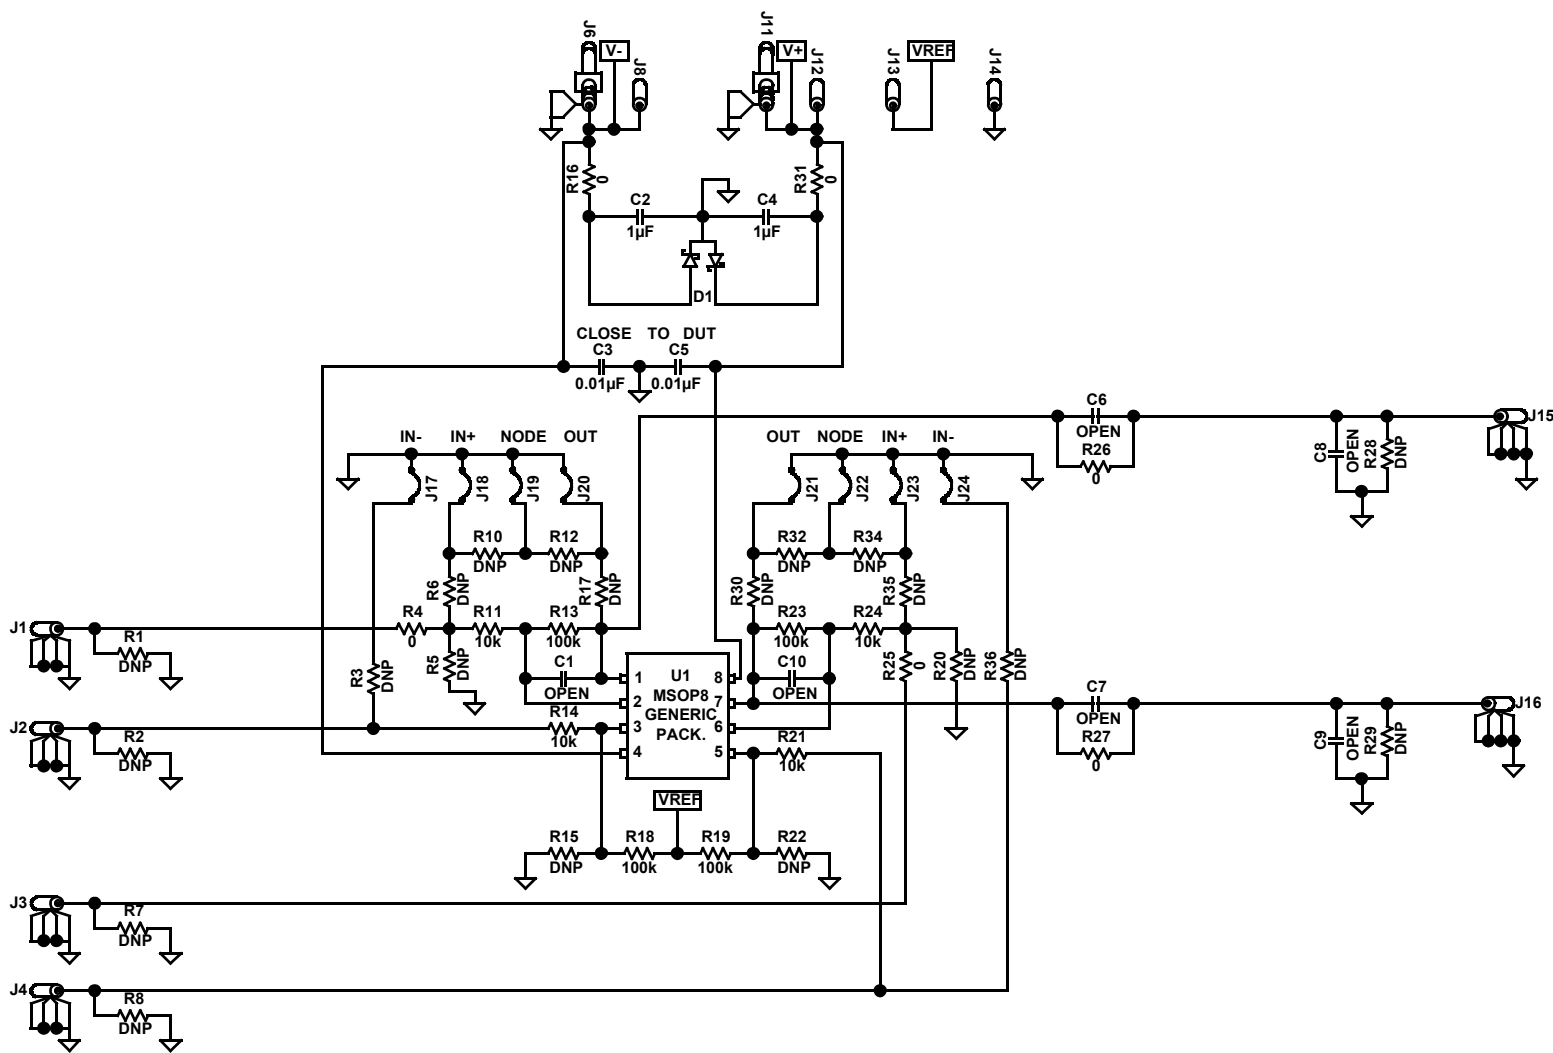 J6
V-
J8
J11
V+
J12
J13
VREF
J14
R16
0
R31
0
C2
1µF
C4
1µF
D1
CLOSE TO DUT
C3
0.01µF
C5
0.01µF
C6
OPEN
R26
0
C8
OPEN
R28
DNP
J15
IN- IN+ NODE OUT
J17
J18
J19
J20
OUT NODE IN+ IN-
J21
J22
J23
J24
R10
DNP
R12
DNP
R32
DNP
R34
DNP
R6
DNP
R17
DNP
R30
DNP
R35
DNP
J1
R1
DNP
R4
0
R11
10k
R13
100k
R23
100k
R24
10k
R3
DNP
R5
DNP
C1
OPEN
U1
MSOP8
GENERIC
PACK.
1
2
3
4
8
7
6
5
C10
OPEN
R25
0
R20
DNP
R36
DNP
C7
OPEN
R27
0
C9
OPEN
R29
DNP
J16
J2
R2
DNP
R14
10k
R21
10k
VREF
R15
DNP
R18
100k
R19
100k
R22
DNP
J3
R7
DNP
J4
R8
DNP